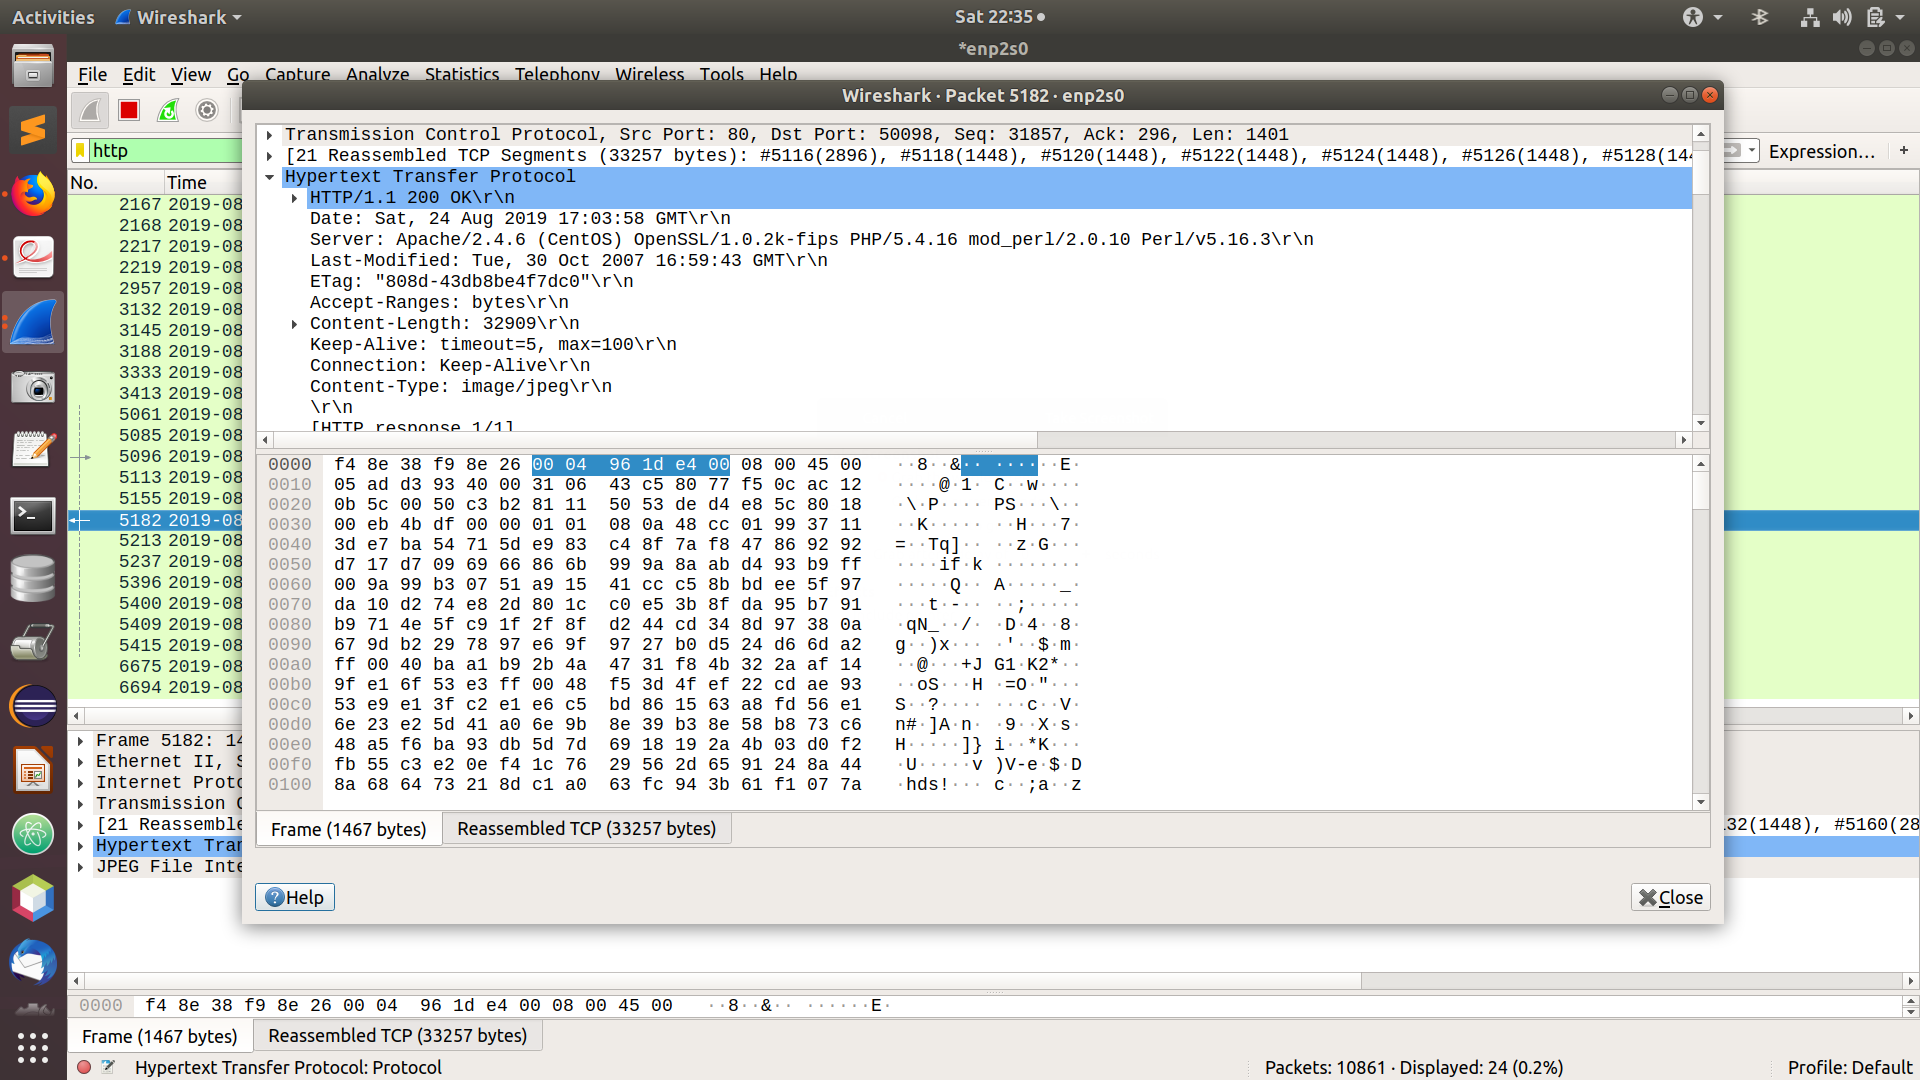 Activities
Wireshark
Sat 22:35
*enp2s0
File Edit View Go Capture Analyze Statistics Telephony Wireless Tools Help
Wireshark · Packet 5182 · enp2s0
http
Expression...
+
No. Time
2167 2019-08
2168 2019-08
2217 2019-08
2219 2019-08
2957 2019-08
3132 2019-08
3145 2019-08
3188 2019-08
3333 2019-08
3413 2019-08
5061 2019-08
5085 2019-08
5096 2019-08
5113 2019-08
5155 2019-08
5182 2019-08
5213 2019-08
5237 2019-08
5396 2019-08
5400 2019-08
5409 2019-08
5415 2019-08
6675 2019-08
6694 2019-08
Transmission Control Protocol, Src Port: 80, Dst Port: 50098, Seq: 31857, Ack: 296, Len: 1401
[21 Reassembled TCP Segments (33257 bytes): #5116(2896), #5118(1448), #5120(1448), #5122(1448), #5124(1448), #5126(1448), #5128(144
Hypertext Transfer Protocol
HTTP/1.1 200 OK\r\n
Date: Sat, 24 Aug 2019 17:03:58 GMT\r\n
Server: Apache/2.4.6 (CentOS) OpenSSL/1.0.2k-fips PHP/5.4.16 mod_perl/2.0.10 Perl/v5.16.3\r\n
Last-Modified: Tue, 30 Oct 2007 16:59:43 GMT\r\n
ETag: "808d-43db8be4f7dc0"\r\n
Accept-Ranges: bytes\r\n
Content-Length: 32909\r\n
Keep-Alive: timeout=5, max=100\r\n
Connection: Keep-Alive\r\n
Content-Type: image/jpeg\r\n
\r\n
[HTTP response 1/1]
0000 f4 8e 38 f9 8e 26 00 04 96 1d e4 00 08 00 45 00 ··8··&·· ······E·
0010 05 ad d3 93 40 00 31 06 43 c5 80 77 f5 0c ac 12 ····@·1· C··w····
0020 0b 5c 00 50 c3 b2 81 11 50 53 de d4 e8 5c 80 18 ·\·P···· PS···\··
0030 00 eb 4b df 00 00 01 01 08 0a 48 cc 01 99 37 11 ··K····· ··H···7·
0040 3d e7 ba 54 71 5d e9 83 c4 8f 7a f8 47 86 92 92 =··Tq]·· ··z·G···
0050 d7 17 d7 09 69 66 86 6b 99 9a 8a ab d4 93 b9 ff ····if·k ········
0060 00 9a 99 b3 07 51 a9 15 41 cc c5 8b bd ee 5f 97 ·····Q·· A·····_·
0070 da 10 d2 74 e8 2d 80 1c c0 e5 3b 8f da 95 b7 91 ···t·-·· ··;·····
0080 b9 71 4e 5f c9 1f 2f 8f d2 44 cd 34 8d 97 38 0a ·qN_··/· ·D·4··8·
0090 67 9d b2 29 78 97 e6 9f 97 27 b0 d5 24 d6 6d a2 g··)x··· ·'··$·m·
00a0 ff 00 40 ba a1 b9 2b 4a 47 31 f8 4b 32 2a af 14 ··@···+J G1·K2*··
00b0 9f e1 6f 53 e3 ff 00 48 f5 3d 4f ef 22 cd ae 93 ··oS···H ·=O·"···
00c0 53 e9 e1 3f c2 e1 e6 c5 bd 86 15 63 a8 fd 56 e1 S··?···· ···c··V·
00d0 6e 23 e2 5d 41 a0 6e 9b 8e 39 b3 8e 58 b8 73 c6 n#·]A·n· ·9··X·s·
00e0 48 a5 f6 ba 93 db 5d 7d 69 18 19 2a 4b 03 d0 f2 H·····]} i··*K···
00f0 fb 55 c3 e2 0e f4 1c 76 29 56 2d 65 91 24 8a 44 ·U·····v )V-e·$·D
0100 8a 68 64 73 21 8d c1 a0 63 fc 94 3b 61 f1 07 7a ·hds!··· c··;a··z
Frame (1467 bytes) Reassembled TCP (33257 bytes)
Help
Close
Frame 5182: 14
Ethernet II, S
Internet Proto
Transmission C
[21 Reassemble 132(1448), #5160(28
Hypertext Tran
JPEG File Inte
0000 f4 8e 38 f9 8e 26 00 04 96 1d e4 00 08 00 45 00 ··8··&·· ······E·
Frame (1467 bytes) Reassembled TCP (33257 bytes)
Hypertext Transfer Protocol: Protocol
Packets: 10861 · Displayed: 24 (0.2%)
Profile: Default